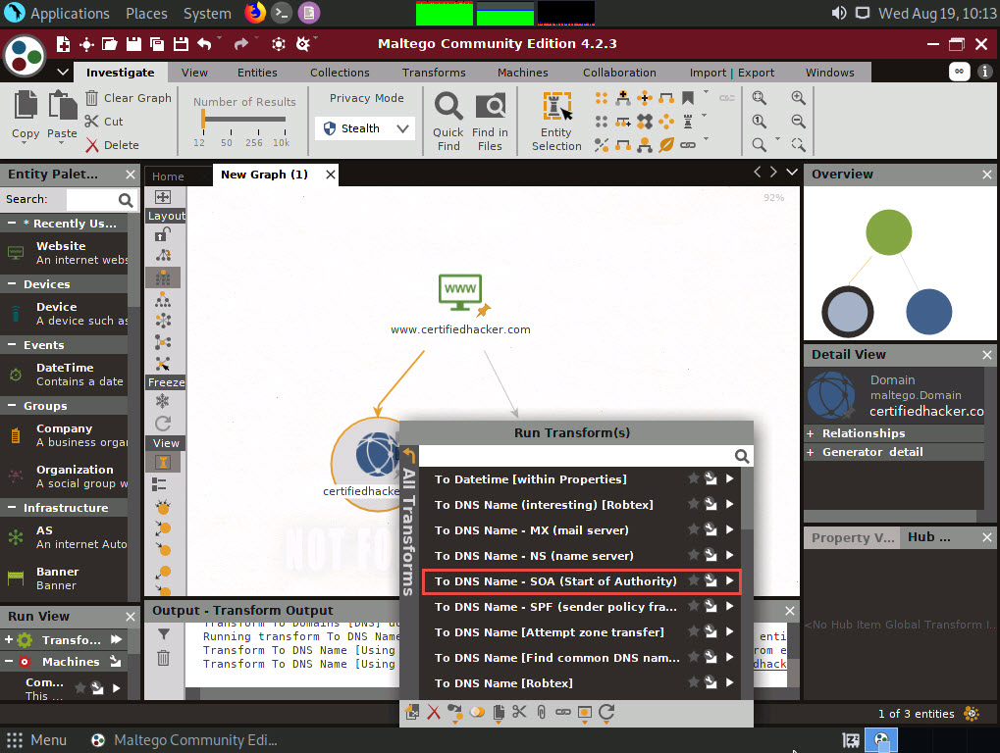 Applications Places System Wed Aug 19, 10:13
Maltego Community Edition 4.2.3
Investigate View Entities Collections Transforms Machines Collaboration Import | Export Windows
Copy
Paste
Clear Graph
Cut
Delete
Number of Results
12 50 256 10k
Privacy Mode
Stealth
Quick Find
Find in Files
Entity Selection
Entity Palet...
Search:
* Recently Us...
Website
An internet webs
Devices
Device
A device such as
Events
DateTime
Contains a date
Groups
Company
A business organ
Organization
A social group w
Infrastructure
AS
An internet Auto
Banner
Banner
Run View
Transfo...
Machines
Com...
This ...
Home
New Graph (1)
Layout
Freeze
View
92%
WWW
www.certifiedhacker.com
certifiedhacke
NOT FO
Run Transform(s)
All Transforms
To Datetime [within Properties]
To DNS Name (interesting) [Robtex]
To DNS Name - MX (mail server)
To DNS Name - NS (name server)
To DNS Name - SOA (Start of Authority)
To DNS Name - SPF (sender policy fra...
To DNS Name [Attempt zone transfer]
To DNS Name [Find common DNS nam...
To DNS Name [Robtex]
Output - Transform Output
Transform To Domains [DNS] do
Running transform To DNS Name
Transform To DNS Name [Using
Transform To DNS Name [Using
enti
rom e
dhack
Overview
Detail View
Domain
maltego.Domain
certifiedhacker.co
+ Relationships
+ Generator detail
Property V...
Hub ...
<No Hub Item Global Transform I..
1 of 3 entities
Menu
Maltego Community Edi...